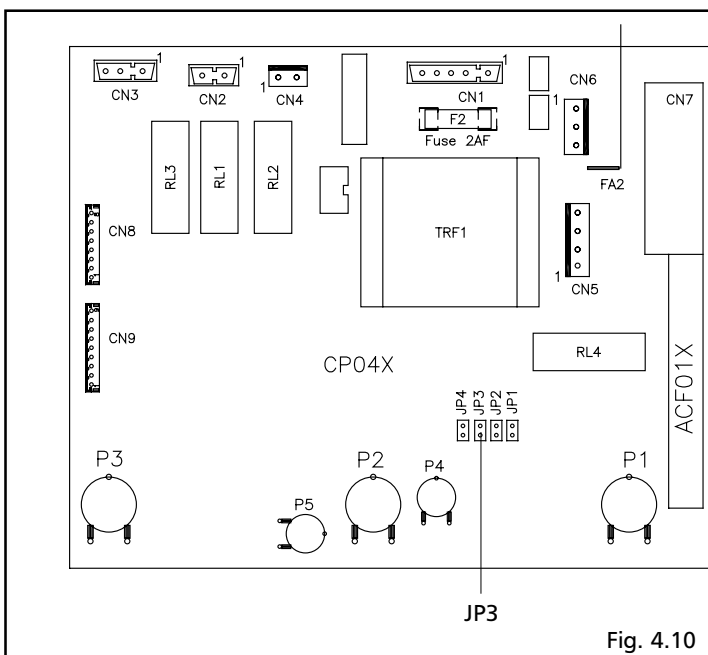 1
1
CN3
CN2
1
CN4
CN1
F2
Fuse 2AF
CN6
1
CN7
FA2
RL3
RL1
RL2
TRF1
CN8
CN9
1
CN5
RL4
CP04X
ACF01X
JP4
JP3
JP2
JP1
P3
P5
P2
P4
P1
JP3
Fig. 4.10